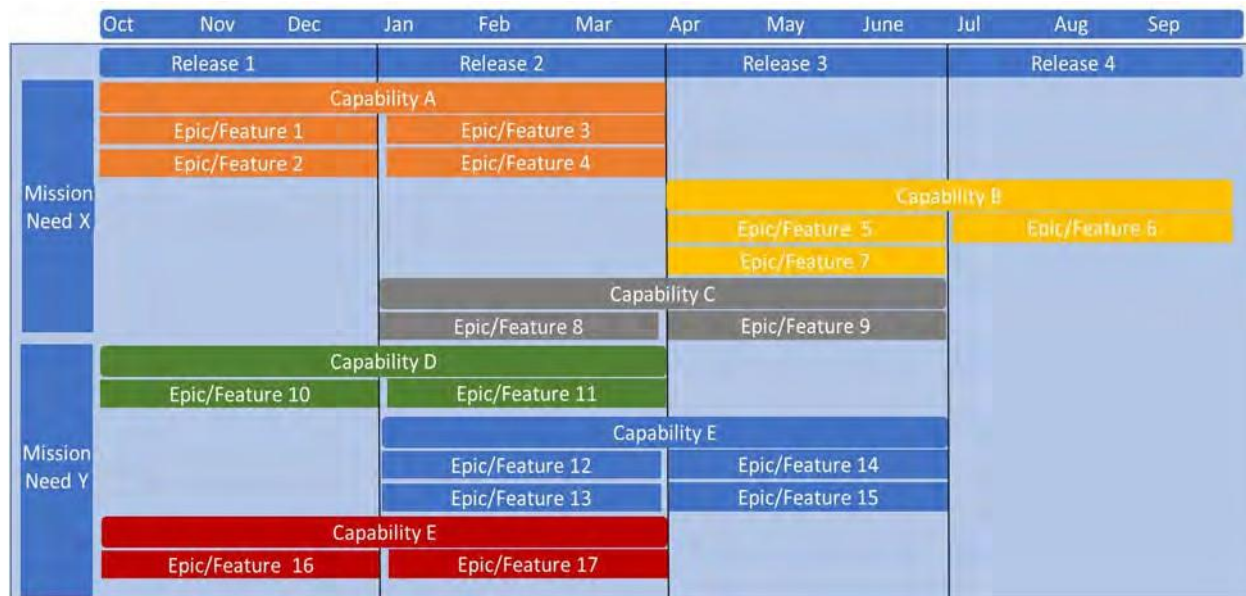 Oct Nov Dec Jan Feb Mar Apr May June Jul Aug Sep
Release 1 Release 2 Release 3 Release 4
Mission
Need X
Capability A
Epic/Feature 1 Epic/Feature 3
Epic/Feature 2 Epic/Feature 4
Capability B
Epic/Feature 5 Epic/Feature 6
Epic/Feature 7
Capability C
Epic/Feature 8 Epic/Feature 9
Mission
Need Y
Capability D
Epic/Feature 10 Epic/Feature 11
Capability E
Epic/Feature 12 Epic/Feature 14
Epic/Feature 13 Epic/Feature 15
Capability E
Epic/Feature 16 Epic/Feature 17